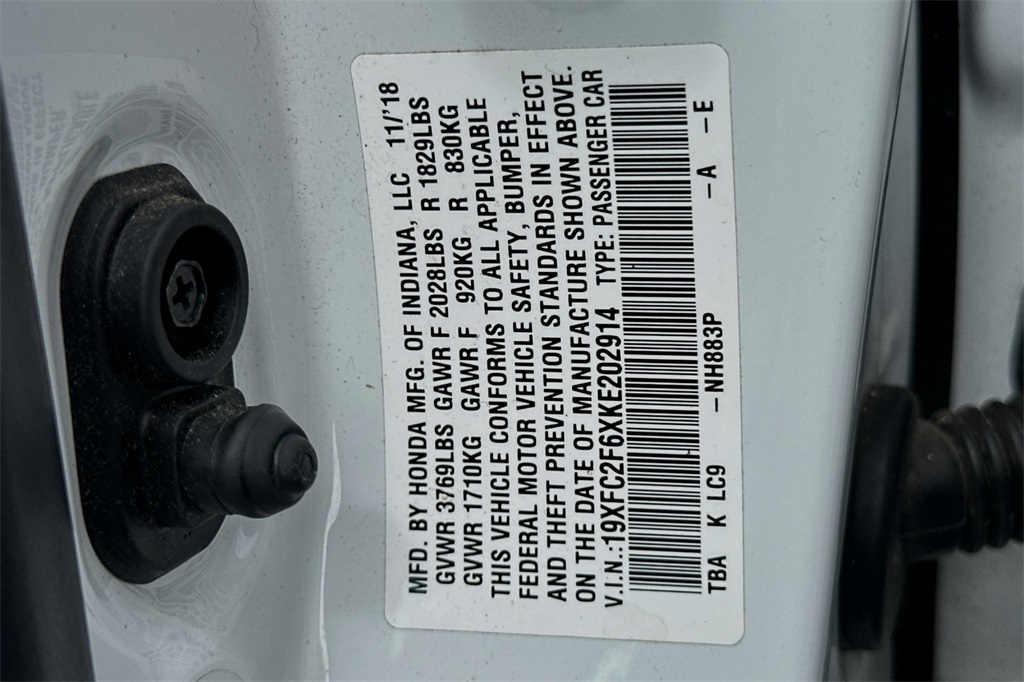 MFD. BY HONDA MFG. OF INDIANA, LLC 11/'18
GVWR 3769LBS GAWR F 2028LBS R 1829LBS
GVWR 1710KG GAWR F 920KG R 830KG
THIS VEHICLE CONFORMS TO ALL APPLICABLE
FEDERAL MOTOR VEHICLE SAFETY, BUMPER,
AND THEFT PREVENTION STANDARDS IN EFFECT
ON THE DATE OF MANUFACTURE SHOWN ABOVE.
V.I.N.:19XFC2F6XKE202914 TYPE: PASSENGER CAR
TBA K LC9 -NH883P -A -E